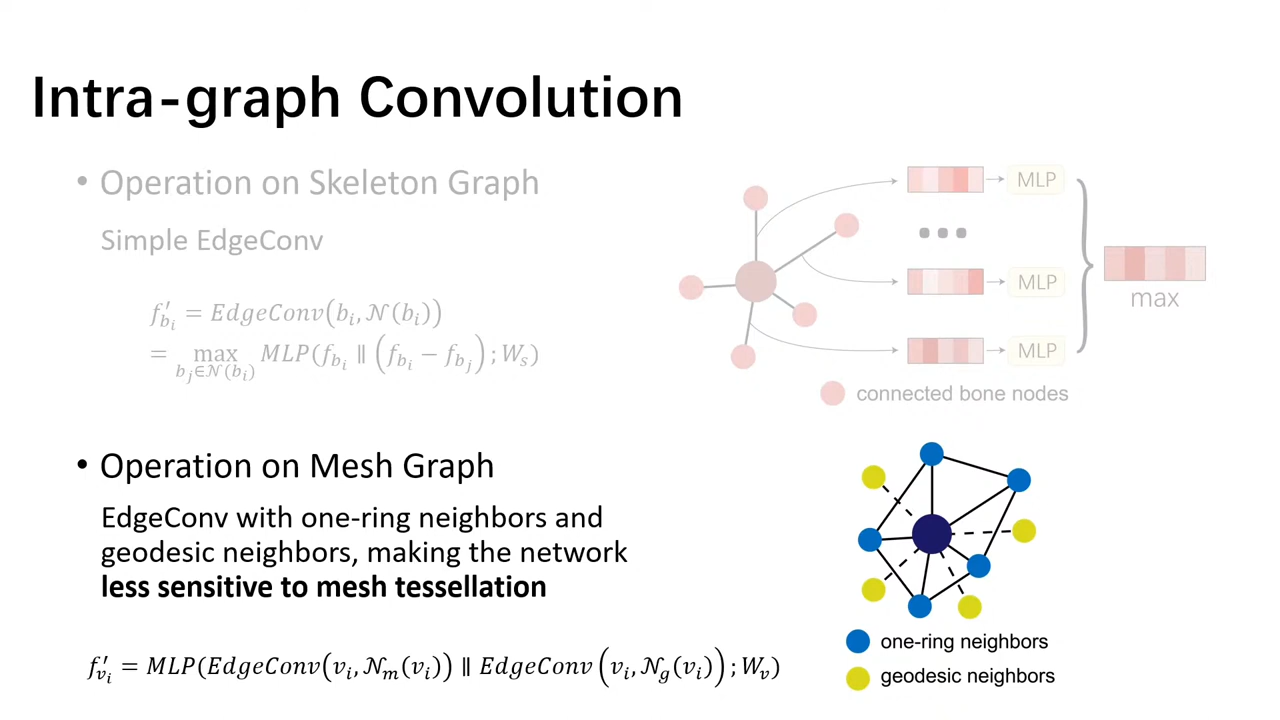 Intra-graph Convolution
• Operation on Skeleton Graph
Simple EdgeConv
f′_{b_i} = EdgeConv(b_i, 𝒩(b_i))
= max_{b_j∈𝒩(b_i)} MLP(f_{b_i} ∥ (f_{b_i} − f_{b_j}); W_s)
MLP
MLP
MLP
max
connected bone nodes
• Operation on Mesh Graph
EdgeConv with one-ring neighbors and
geodesic neighbors, making the network
less sensitive to mesh tessellation
f′_{v_i} = MLP(EdgeConv(v_i, 𝒩_m(v_i)) ∥ EdgeConv(v_i, 𝒩_g(v_i)); W_v)
one-ring neighbors
geodesic neighbors